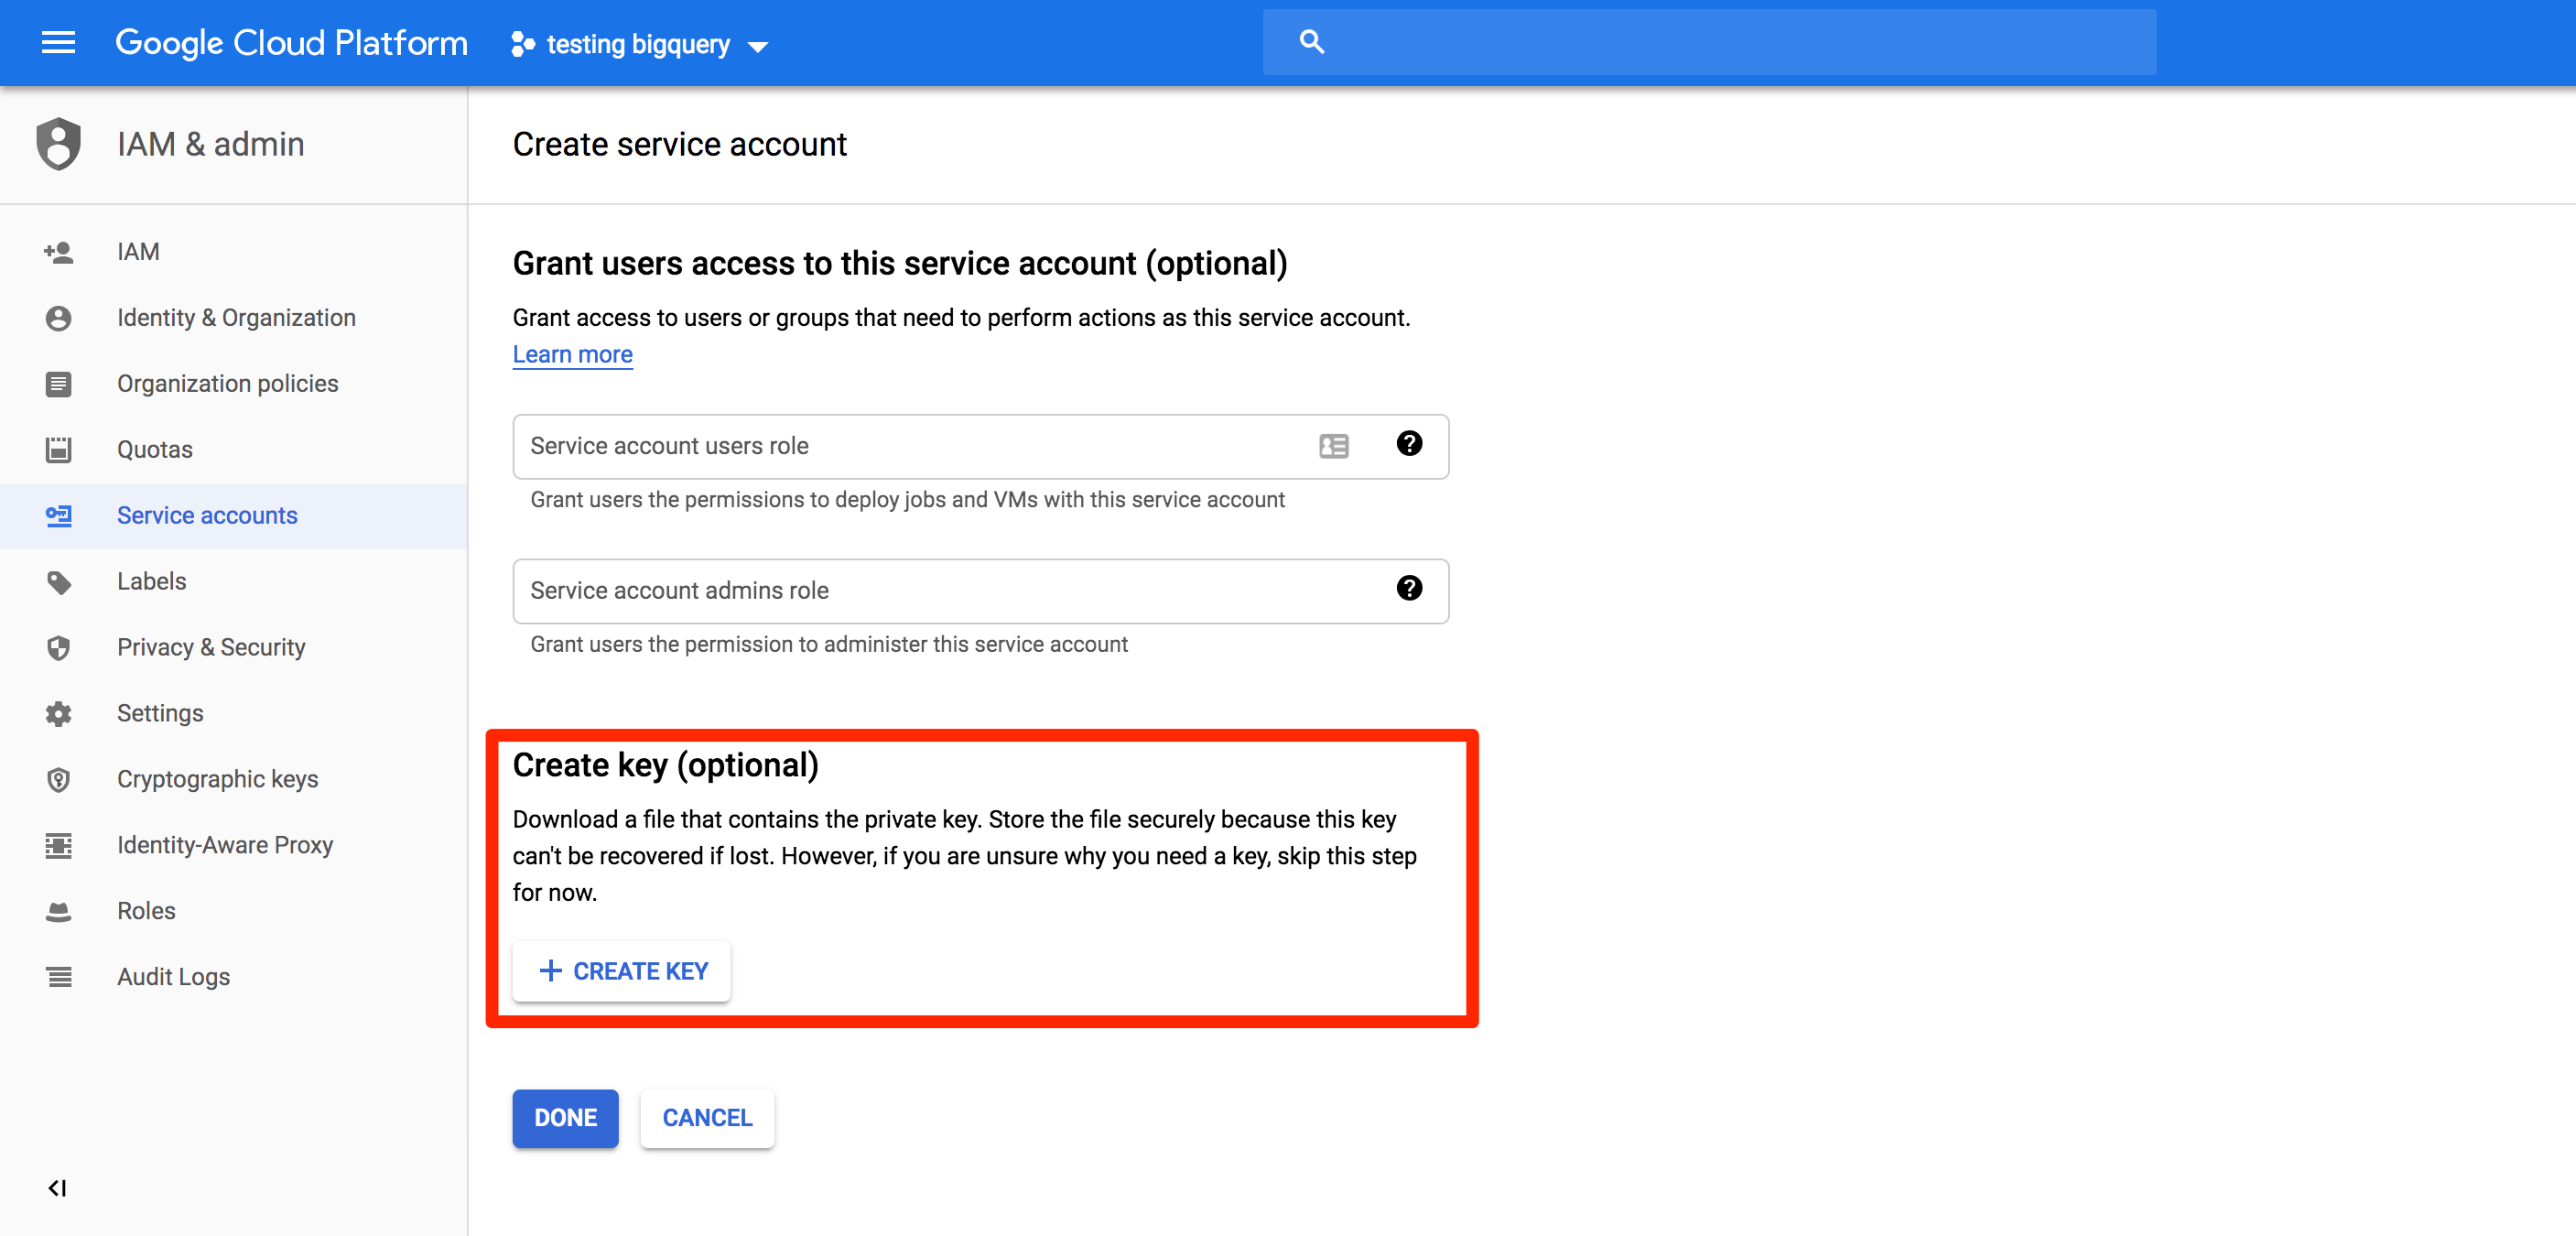 Google Cloud Platform
testing bigquery
IAM & admin
Create service account
IAM
Identity & Organization
Organization policies
Quotas
Service accounts
Labels
Privacy & Security
Settings
Cryptographic keys
Identity-Aware Proxy
Roles
Audit Logs
Grant users access to this service account (optional)
Grant access to users or groups that need to perform actions as this service account.
Learn more
Service account users role
Grant users the permissions to deploy jobs and VMs with this service account
Service account admins role
Grant users the permission to administer this service account
Create key (optional)
Download a file that contains the private key. Store the file securely because this key
can't be recovered if lost. However, if you are unsure why you need a key, skip this step
for now.
+ CREATE KEY
DONE
CANCEL